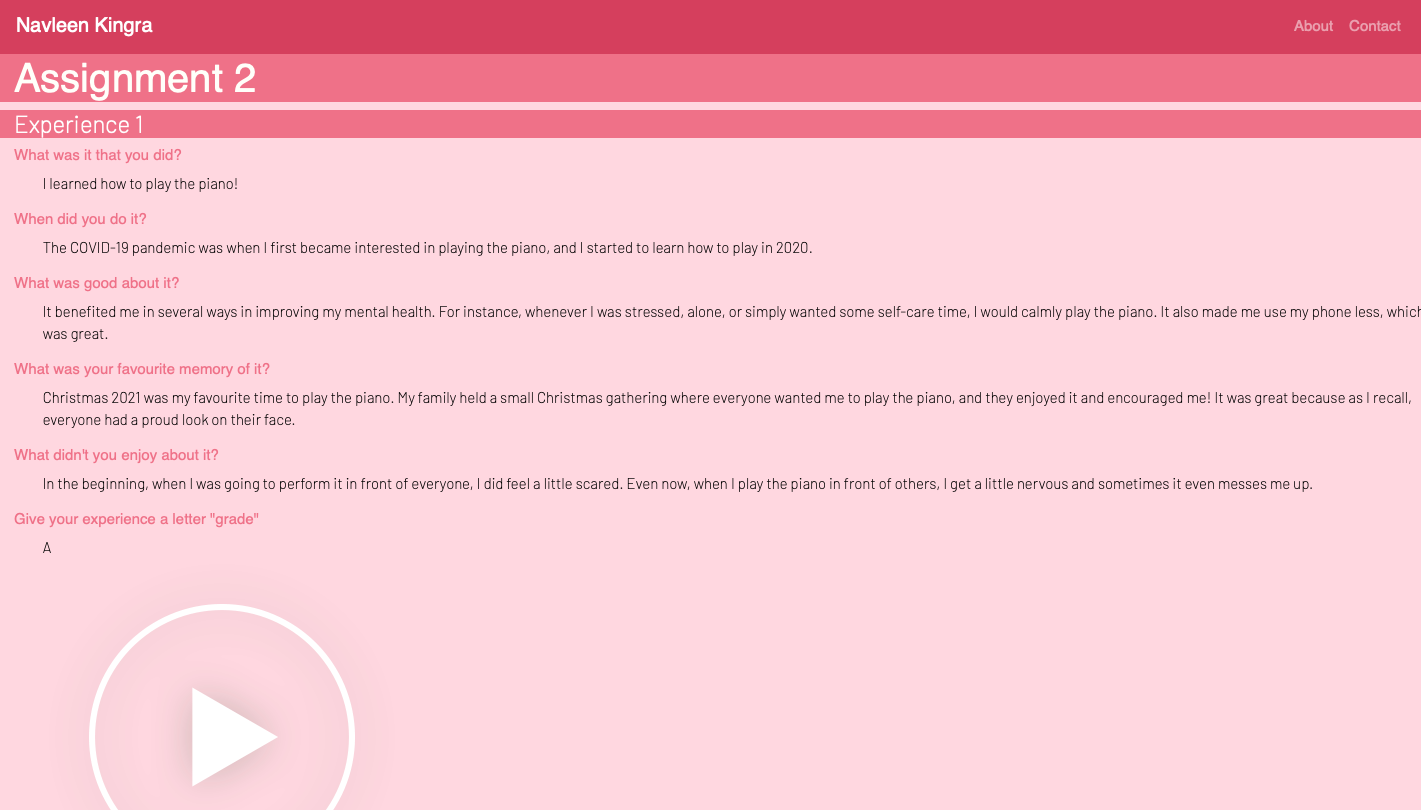 Navleen Kingra
About Contact
Assignment 2
Experience 1
What was it that you did?
I learned how to play the piano!
When did you do it?
The COVID-19 pandemic was when I first became interested in playing the piano, and I started to learn how to play in 2020.
What was good about it?
It benefited me in several ways in improving my mental health. For instance, whenever I was stressed, alone, or simply wanted some self-care time, I would calmly play the piano. It also made me use my phone less, which
was great.
What was your favourite memory of it?
Christmas 2021 was my favourite time to play the piano. My family held a small Christmas gathering where everyone wanted me to play the piano, and they enjoyed it and encouraged me! It was great because as I recall,
everyone had a proud look on their face.
What didn't you enjoy about it?
In the beginning, when I was going to perform it in front of everyone, I did feel a little scared. Even now, when I play the piano in front of others, I get a little nervous and sometimes it even messes me up.
Give your experience a letter "grade"
A